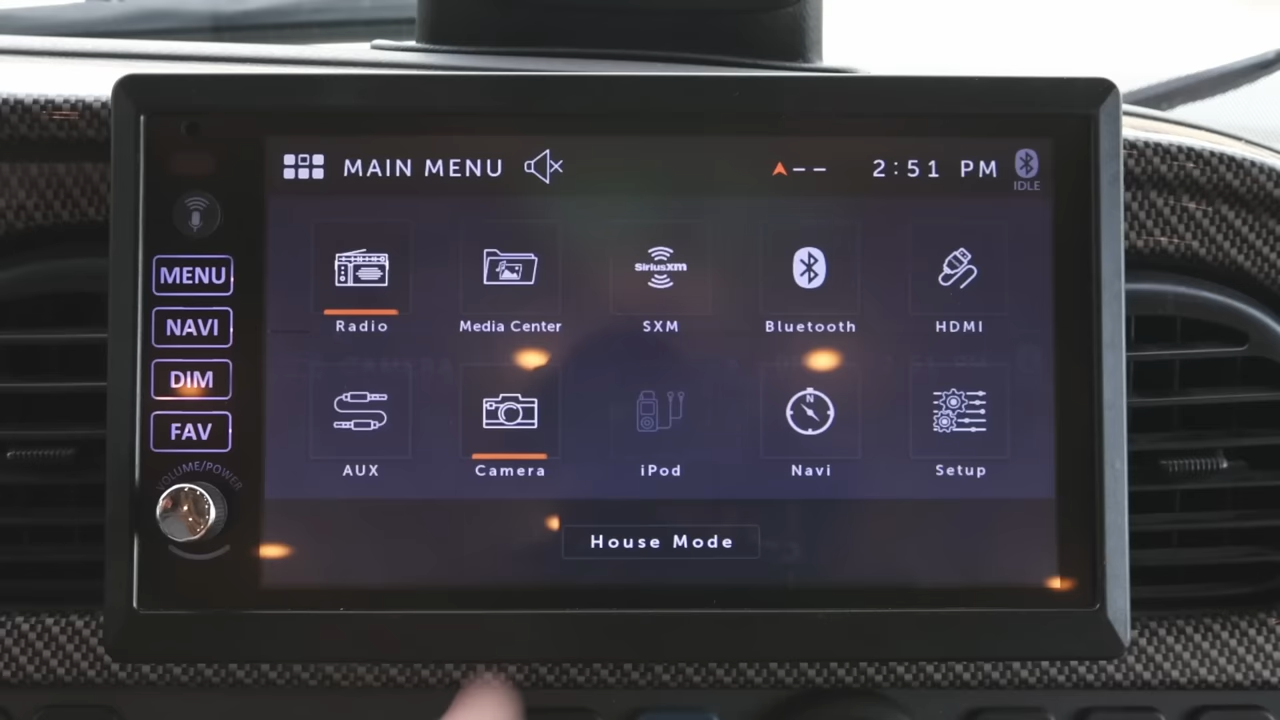 MAIN MENU -- 2:51 PM
IDLE
MENU
NAVI
DIM
FAV
VOLUME/POWER
SiriusXM
Radio Media Center SXM Bluetooth HDMI
N
AUX Camera iPod Navi Setup
House Mode